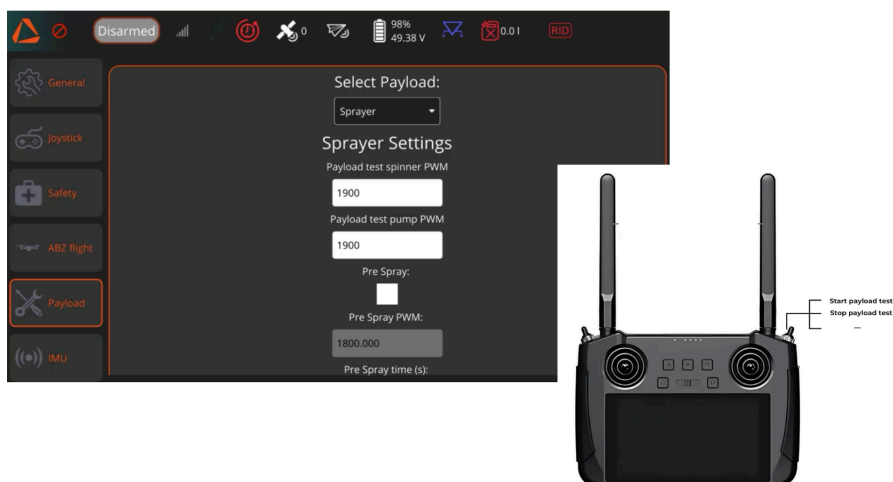 Disarmed
0
98%
49.38 V
0.0 l
RID
General
Joystick
Safety
ABZ flight
Payload
IMU
Select Payload:
Sprayer
Sprayer Settings
Payload test spinner PWM
1900
Payload test pump PWM
1900
Pre Spray:
Pre Spray PWM:
1800.000
Pre Spray time (s):
Start payload test
Stop payload test
—